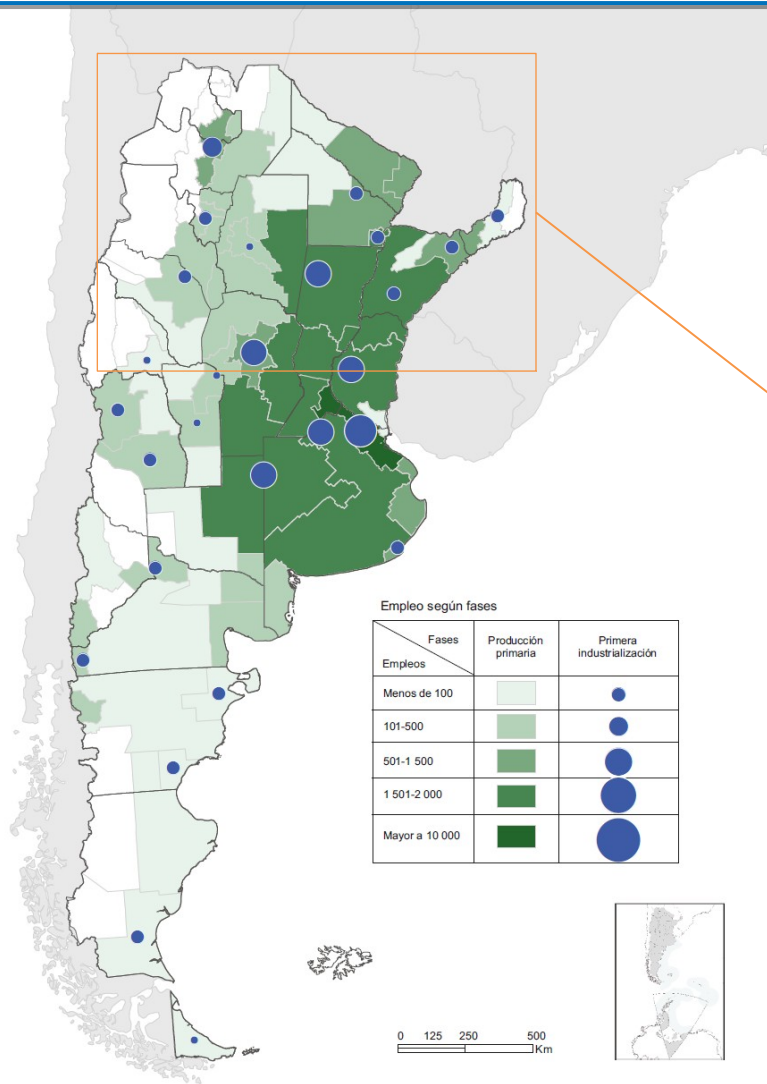 Empleo según fases
Fases
Empleos
Producción
primaria
Primera
industrialización
Menos de 100
101-500
501-1 500
1 501-2 000
Mayor a 10 000
0 125 250 500
Km